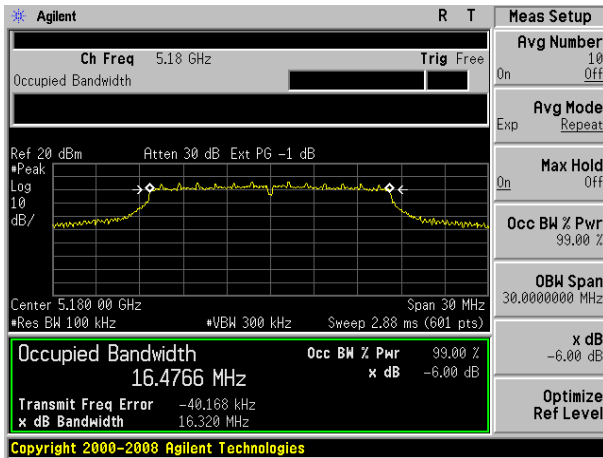 Agilent R T
Ch Freq 5.18 GHz Trig Free
Occupied Bandwidth
Ref 20 dBm Atten 30 dB Ext PG -1 dB
#Peak
Log
10
dB/
Center 5.180 00 GHz Span 30 MHz
#Res BW 100 kHz #VBW 300 kHz Sweep 2.88 ms (601 pts)
Occupied Bandwidth Occ BW % Pwr 99.00 %
16.4766 MHz x dB -6.00 dB
Transmit Freq Error -40.168 kHz
x dB Bandwidth 16.320 MHz
Copyright 2000-2008 Agilent Technologies
Meas Setup
Avg Number
10
On Off
Avg Mode
Exp Repeat
Max Hold
On Off
Occ BW % Pwr
99.00 %
OBW Span
30.0000000 MHz
x dB
-6.00 dB
Optimize
Ref Level